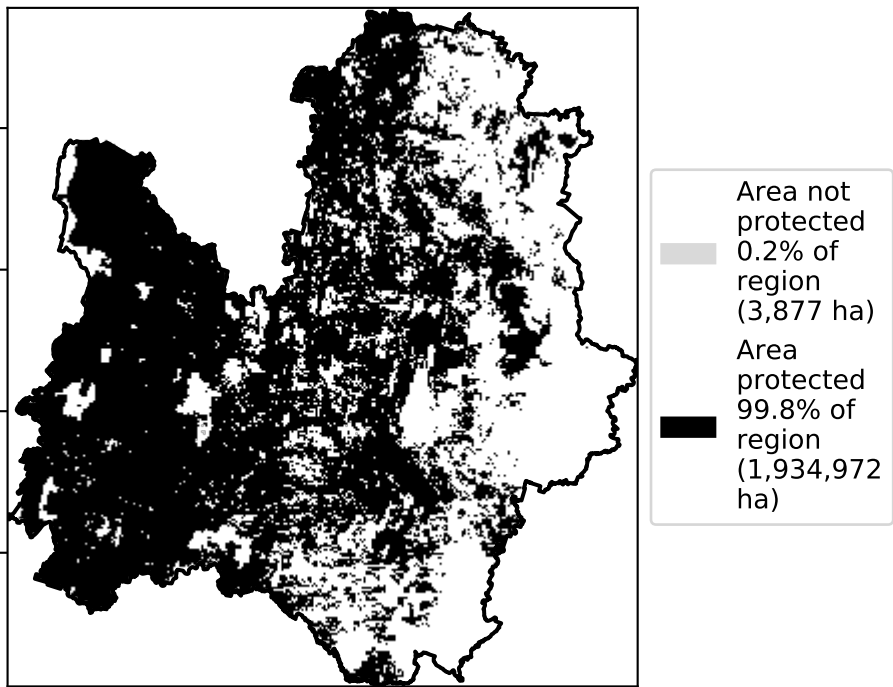 Area not
protected
0.2% of
region
(3,877 ha)
Area
protected
99.8% of
region
(1,934,972
ha)